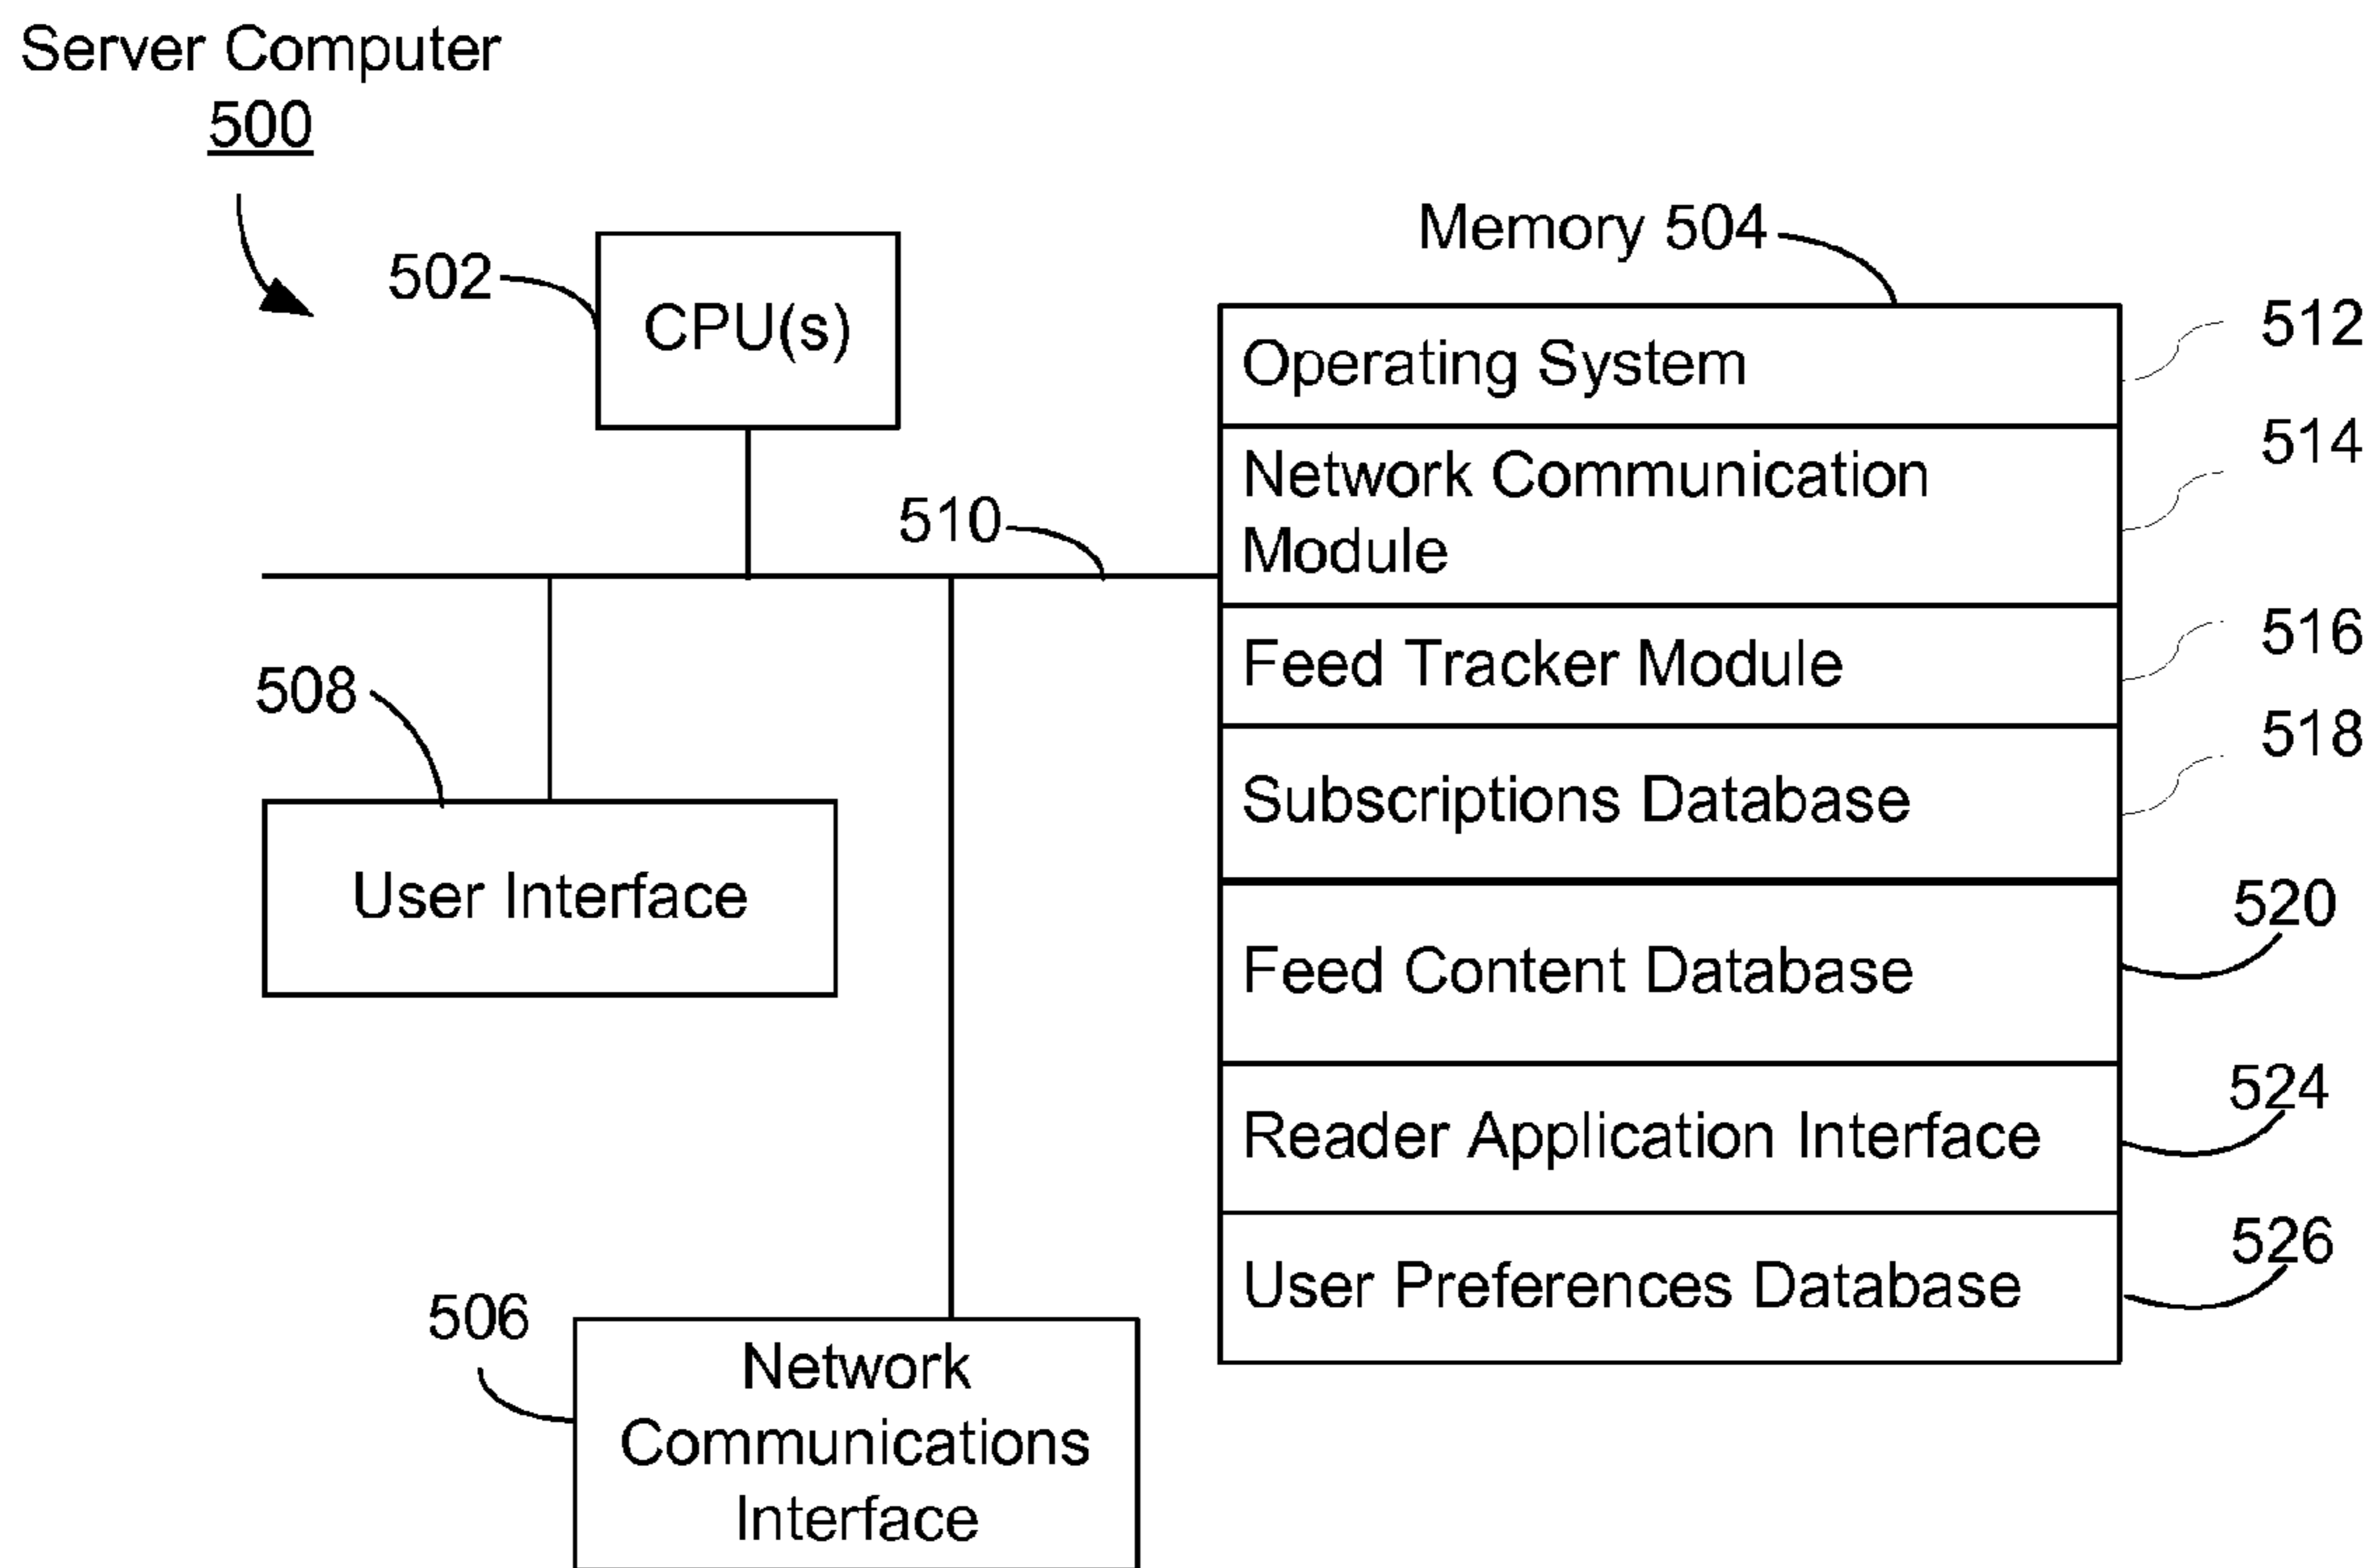 Server Computer
500
502
CPU(s)
Memory 504
Operating System
512
Network Communication
Module
514
510
Feed Tracker Module
516
508
Subscriptions Database
518
User Interface
Feed Content Database
520
Reader Application Interface
524
User Preferences Database
526
506
Network
Communications
Interface